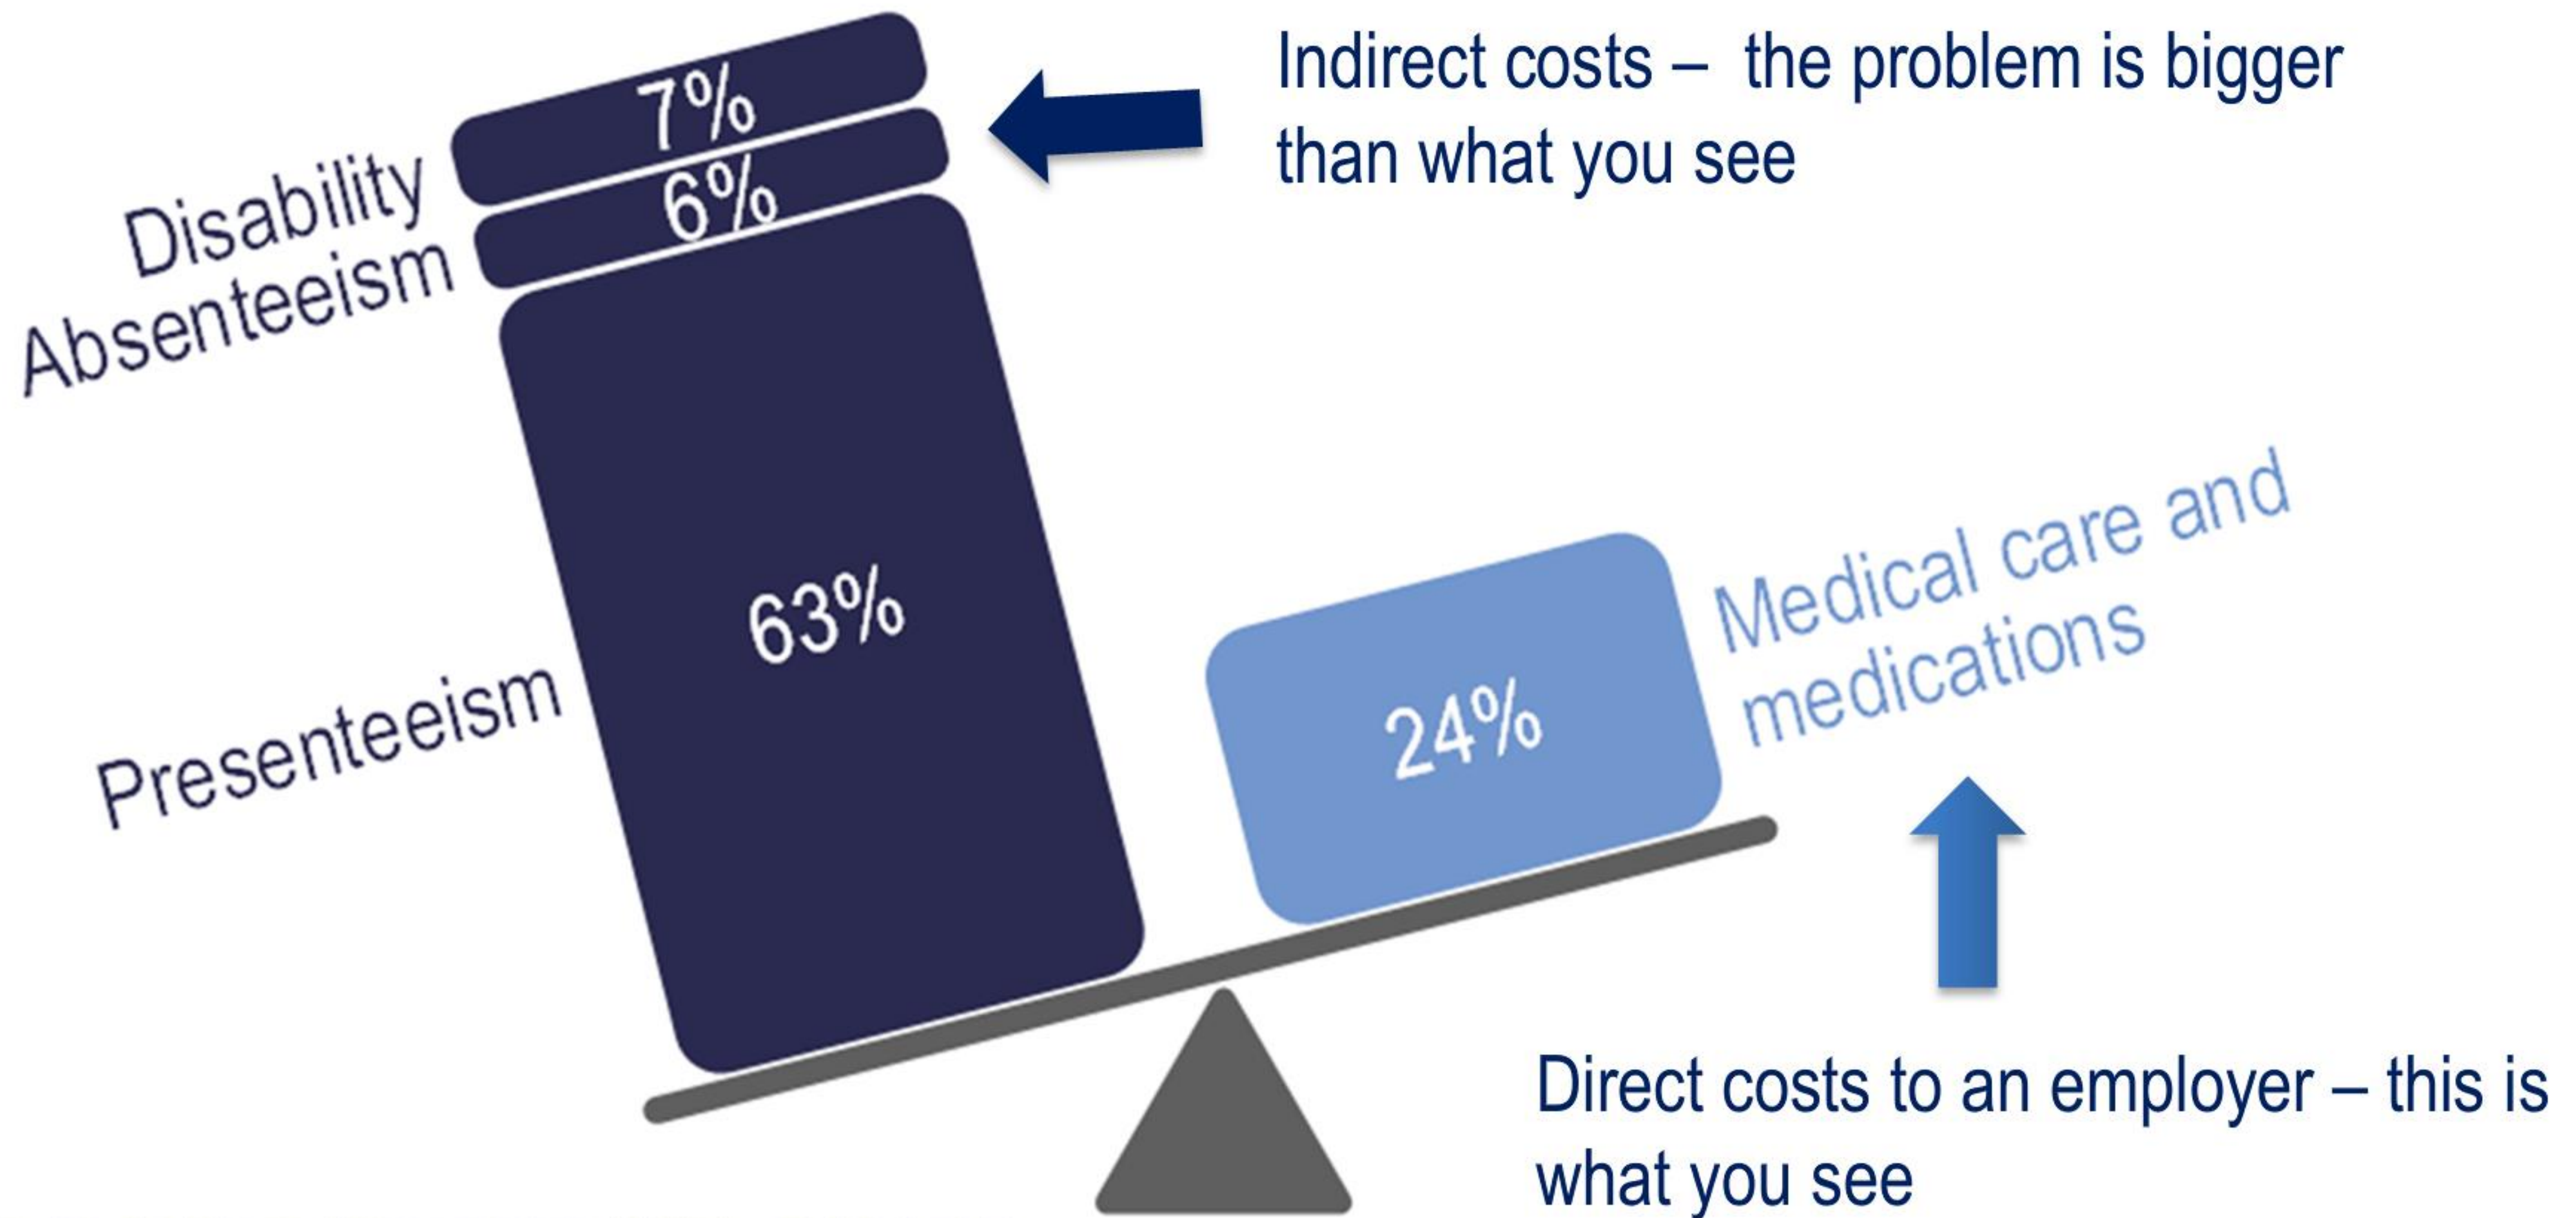 7%
Indirect costs – the problem is bigger
than what you see
Disability
6%
Absenteeism
63%
Presenteeism
Medical care and
medications
24%
Direct costs to an employer – this is
what you see